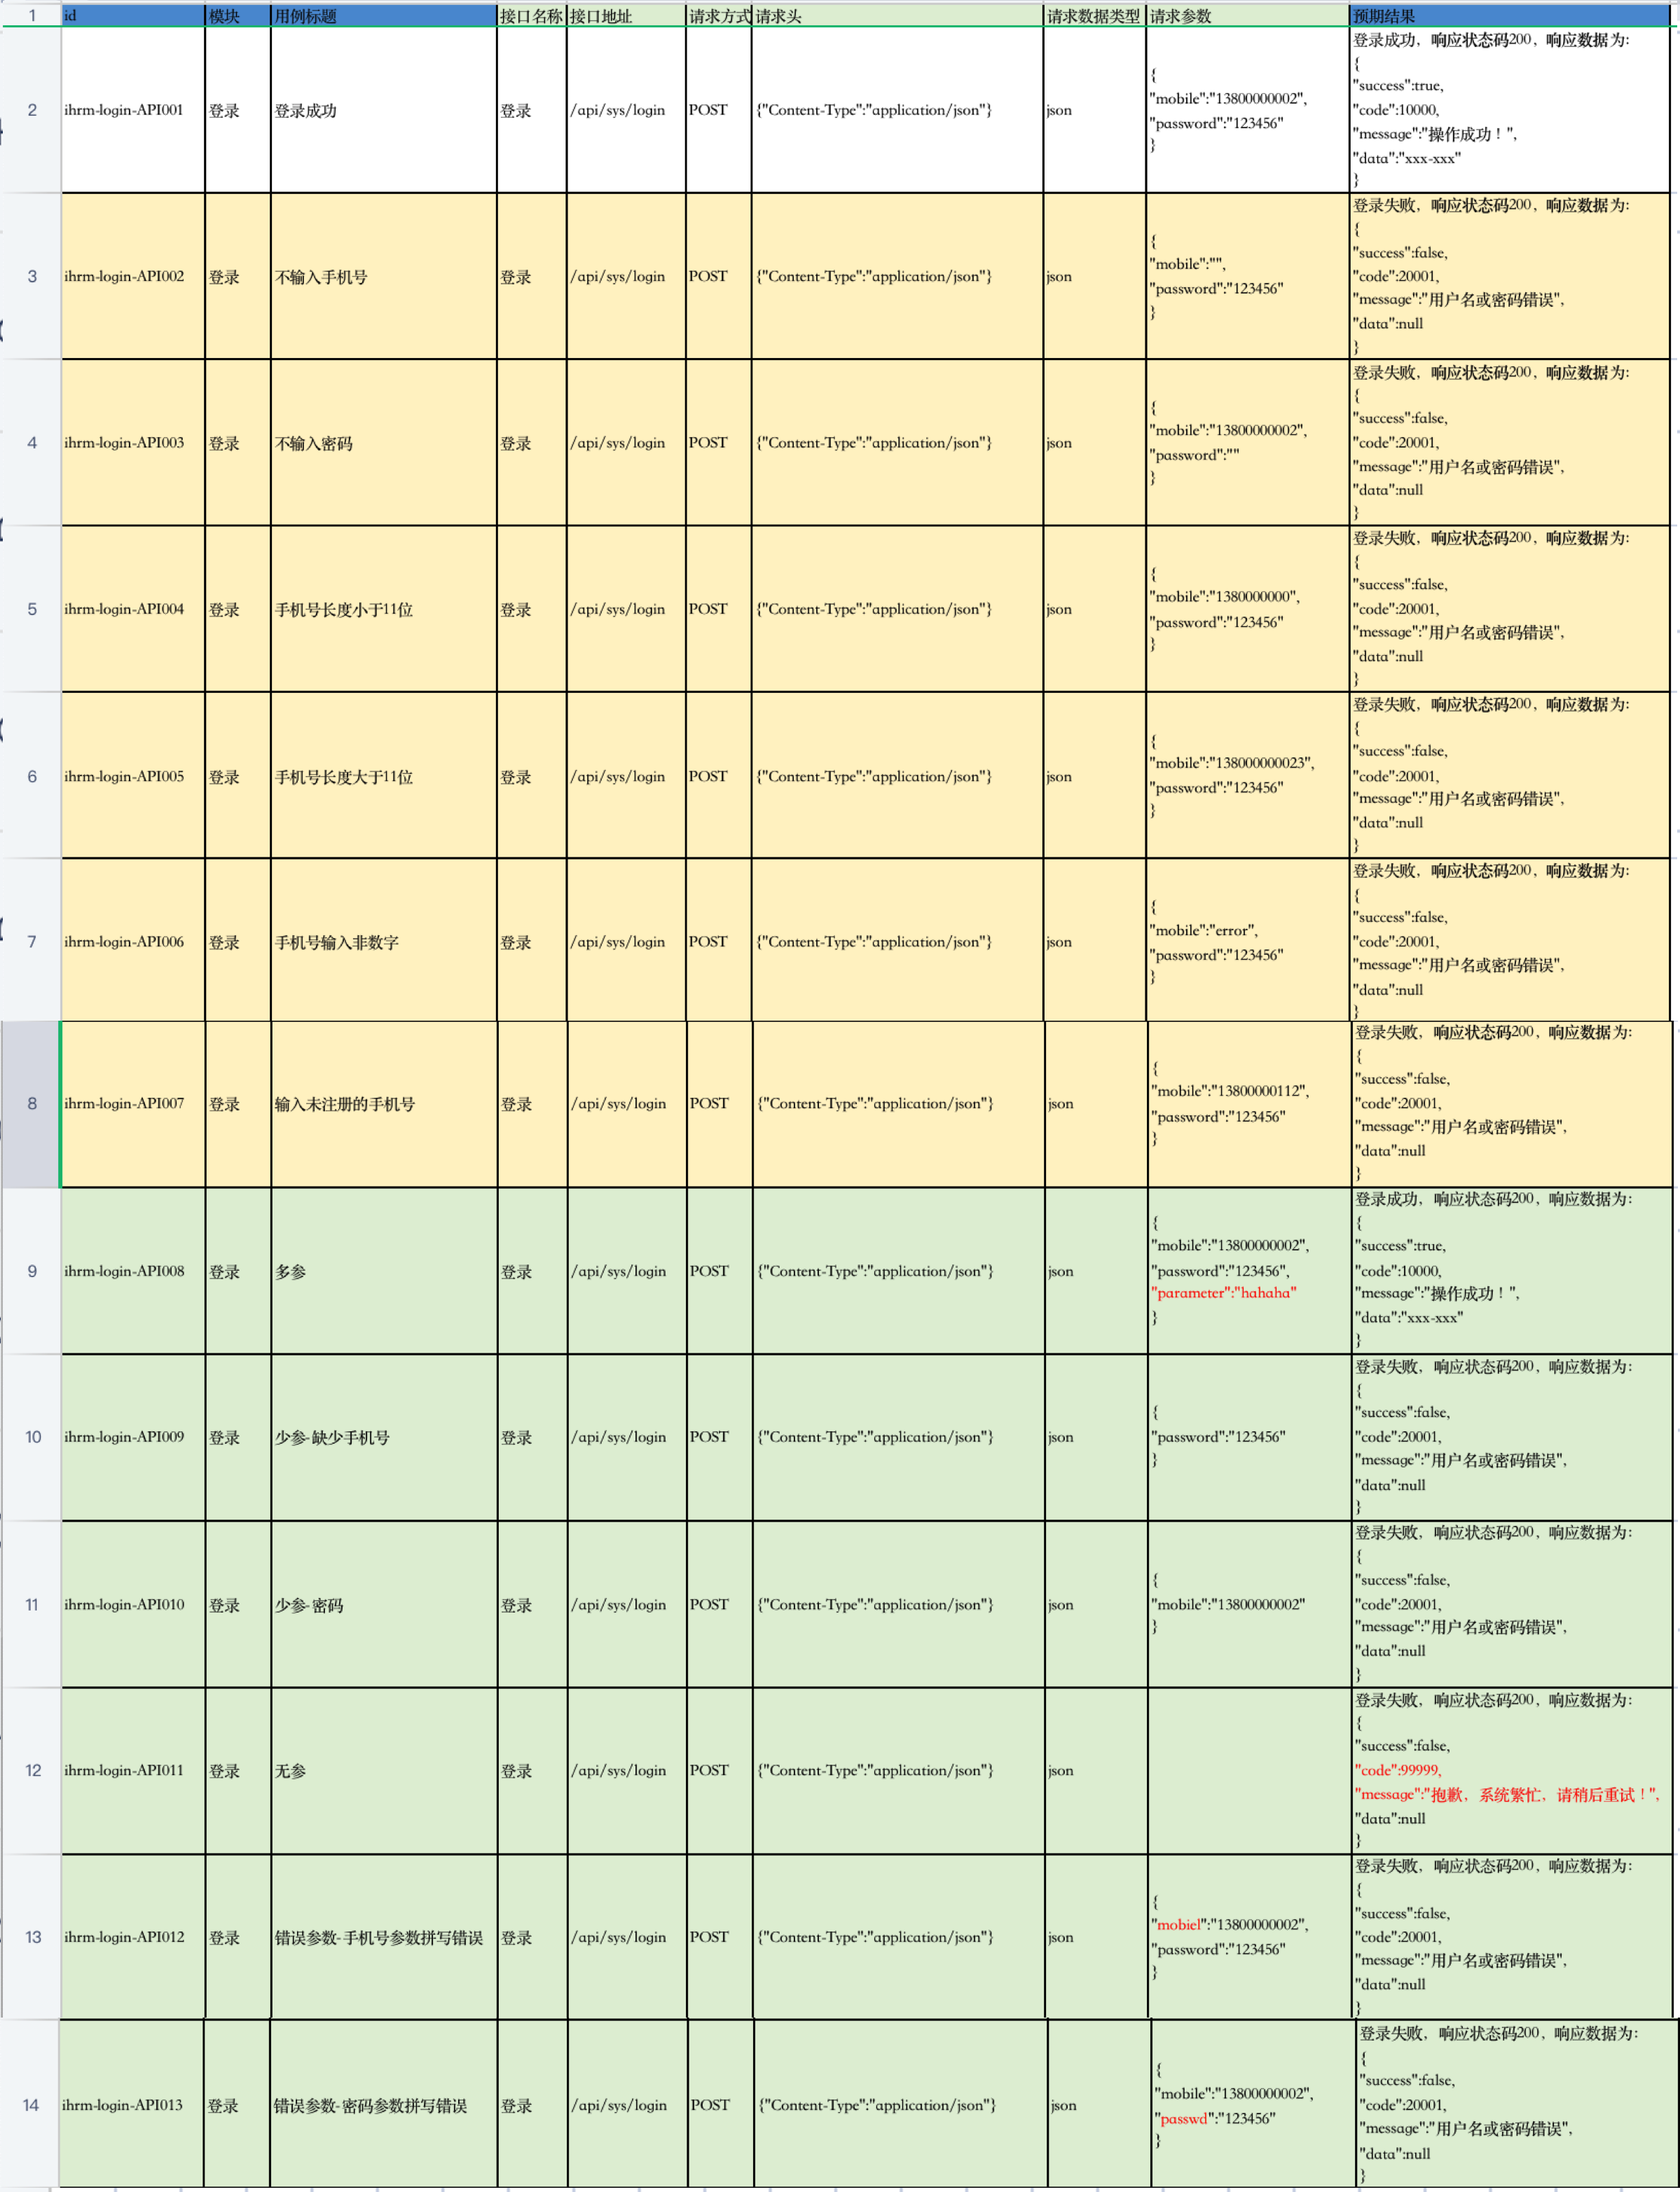 1 id 模块 用例标题 接口名称 接口地址 请求方式 请求头 请求数据类型 请求参数 预期结果
2 ihrm-login-API001 登录 登录成功 登录 /api/sys/login POST {"Content-Type":"application/json"} json
{
"mobile":"13800000002",
"password":"123456"
}
登录成功，响应状态码200，响应数据为：
{
"success":true,
"code":10000,
"message":"操作成功！",
"data":"xxx-xxx"
}
3 ihrm-login-API002 登录 不输入手机号 登录 /api/sys/login POST {"Content-Type":"application/json"} json
{
"mobile":"",
"password":"123456"
}
登录失败，响应状态码200，响应数据为：
{
"success":false,
"code":20001,
"message":"用户名或密码错误",
"data":null
}
4 ihrm-login-API003 登录 不输入密码 登录 /api/sys/login POST {"Content-Type":"application/json"} json
{
"mobile":"13800000002",
"password":""
}
登录失败，响应状态码200，响应数据为：
{
"success":false,
"code":20001,
"message":"用户名或密码错误",
"data":null
}
5 ihrm-login-API004 登录 手机号长度小于11位 登录 /api/sys/login POST {"Content-Type":"application/json"} json
{
"mobile":"1380000000",
"password":"123456"
}
登录失败，响应状态码200，响应数据为：
{
"success":false,
"code":20001,
"message":"用户名或密码错误",
"data":null
}
6 ihrm-login-API005 登录 手机号长度大于11位 登录 /api/sys/login POST {"Content-Type":"application/json"} json
{
"mobile":"138000000023",
"password":"123456"
}
登录失败，响应状态码200，响应数据为：
{
"success":false,
"code":20001,
"message":"用户名或密码错误",
"data":null
}
7 ihrm-login-API006 登录 手机号输入非数字 登录 /api/sys/login POST {"Content-Type":"application/json"} json
{
"mobile":"error",
"password":"123456"
}
登录失败，响应状态码200，响应数据为：
{
"success":false,
"code":20001,
"message":"用户名或密码错误",
"data":null
}
8 ihrm-login-API007 登录 输入未注册的手机号 登录 /api/sys/login POST {"Content-Type":"application/json"} json
{
"mobile":"13800000112",
"password":"123456"
}
登录失败，响应状态码200，响应数据为：
{
"success":false,
"code":20001,
"message":"用户名或密码错误",
"data":null
}
9 ihrm-login-API008 登录 多参 登录 /api/sys/login POST {"Content-Type":"application/json"} json
{
"mobile":"13800000002",
"password":"123456",
"parameter":"hahaha"
}
登录成功，响应状态码200，响应数据为：
{
"success":true,
"code":10000,
"message":"操作成功！",
"data":"xxx-xxx"
}
10 ihrm-login-API009 登录 少参-缺少手机号 登录 /api/sys/login POST {"Content-Type":"application/json"} json
{
"password":"123456"
}
登录失败，响应状态码200，响应数据为：
{
"success":false,
"code":20001,
"message":"用户名或密码错误",
"data":null
}
11 ihrm-login-API010 登录 少参-密码 登录 /api/sys/login POST {"Content-Type":"application/json"} json
{
"mobile":"13800000002"
}
登录失败，响应状态码200，响应数据为：
{
"success":false,
"code":20001,
"message":"用户名或密码错误",
"data":null
}
12 ihrm-login-API011 登录 无参 登录 /api/sys/login POST {"Content-Type":"application/json"} json
登录失败，响应状态码200，响应数据为：
{
"success":false,
"code":99999,
"message":"抱歉，系统繁忙，请稍后重试！",
"data":null
}
13 ihrm-login-API012 登录 错误参数-手机号参数拼写错误 登录 /api/sys/login POST {"Content-Type":"application/json"} json
{
"mobiel":"13800000002",
"password":"123456"
}
登录失败，响应状态码200，响应数据为：
{
"success":false,
"code":20001,
"message":"用户名或密码错误",
"data":null
}
14 ihrm-login-API013 登录 错误参数-密码参数拼写错误 登录 /api/sys/login POST {"Content-Type":"application/json"} json
{
"mobile":"13800000002",
"passwd":"123456"
}
登录失败，响应状态码200，响应数据为：
{
"success":false,
"code":20001,
"message":"用户名或密码错误",
"data":null
}